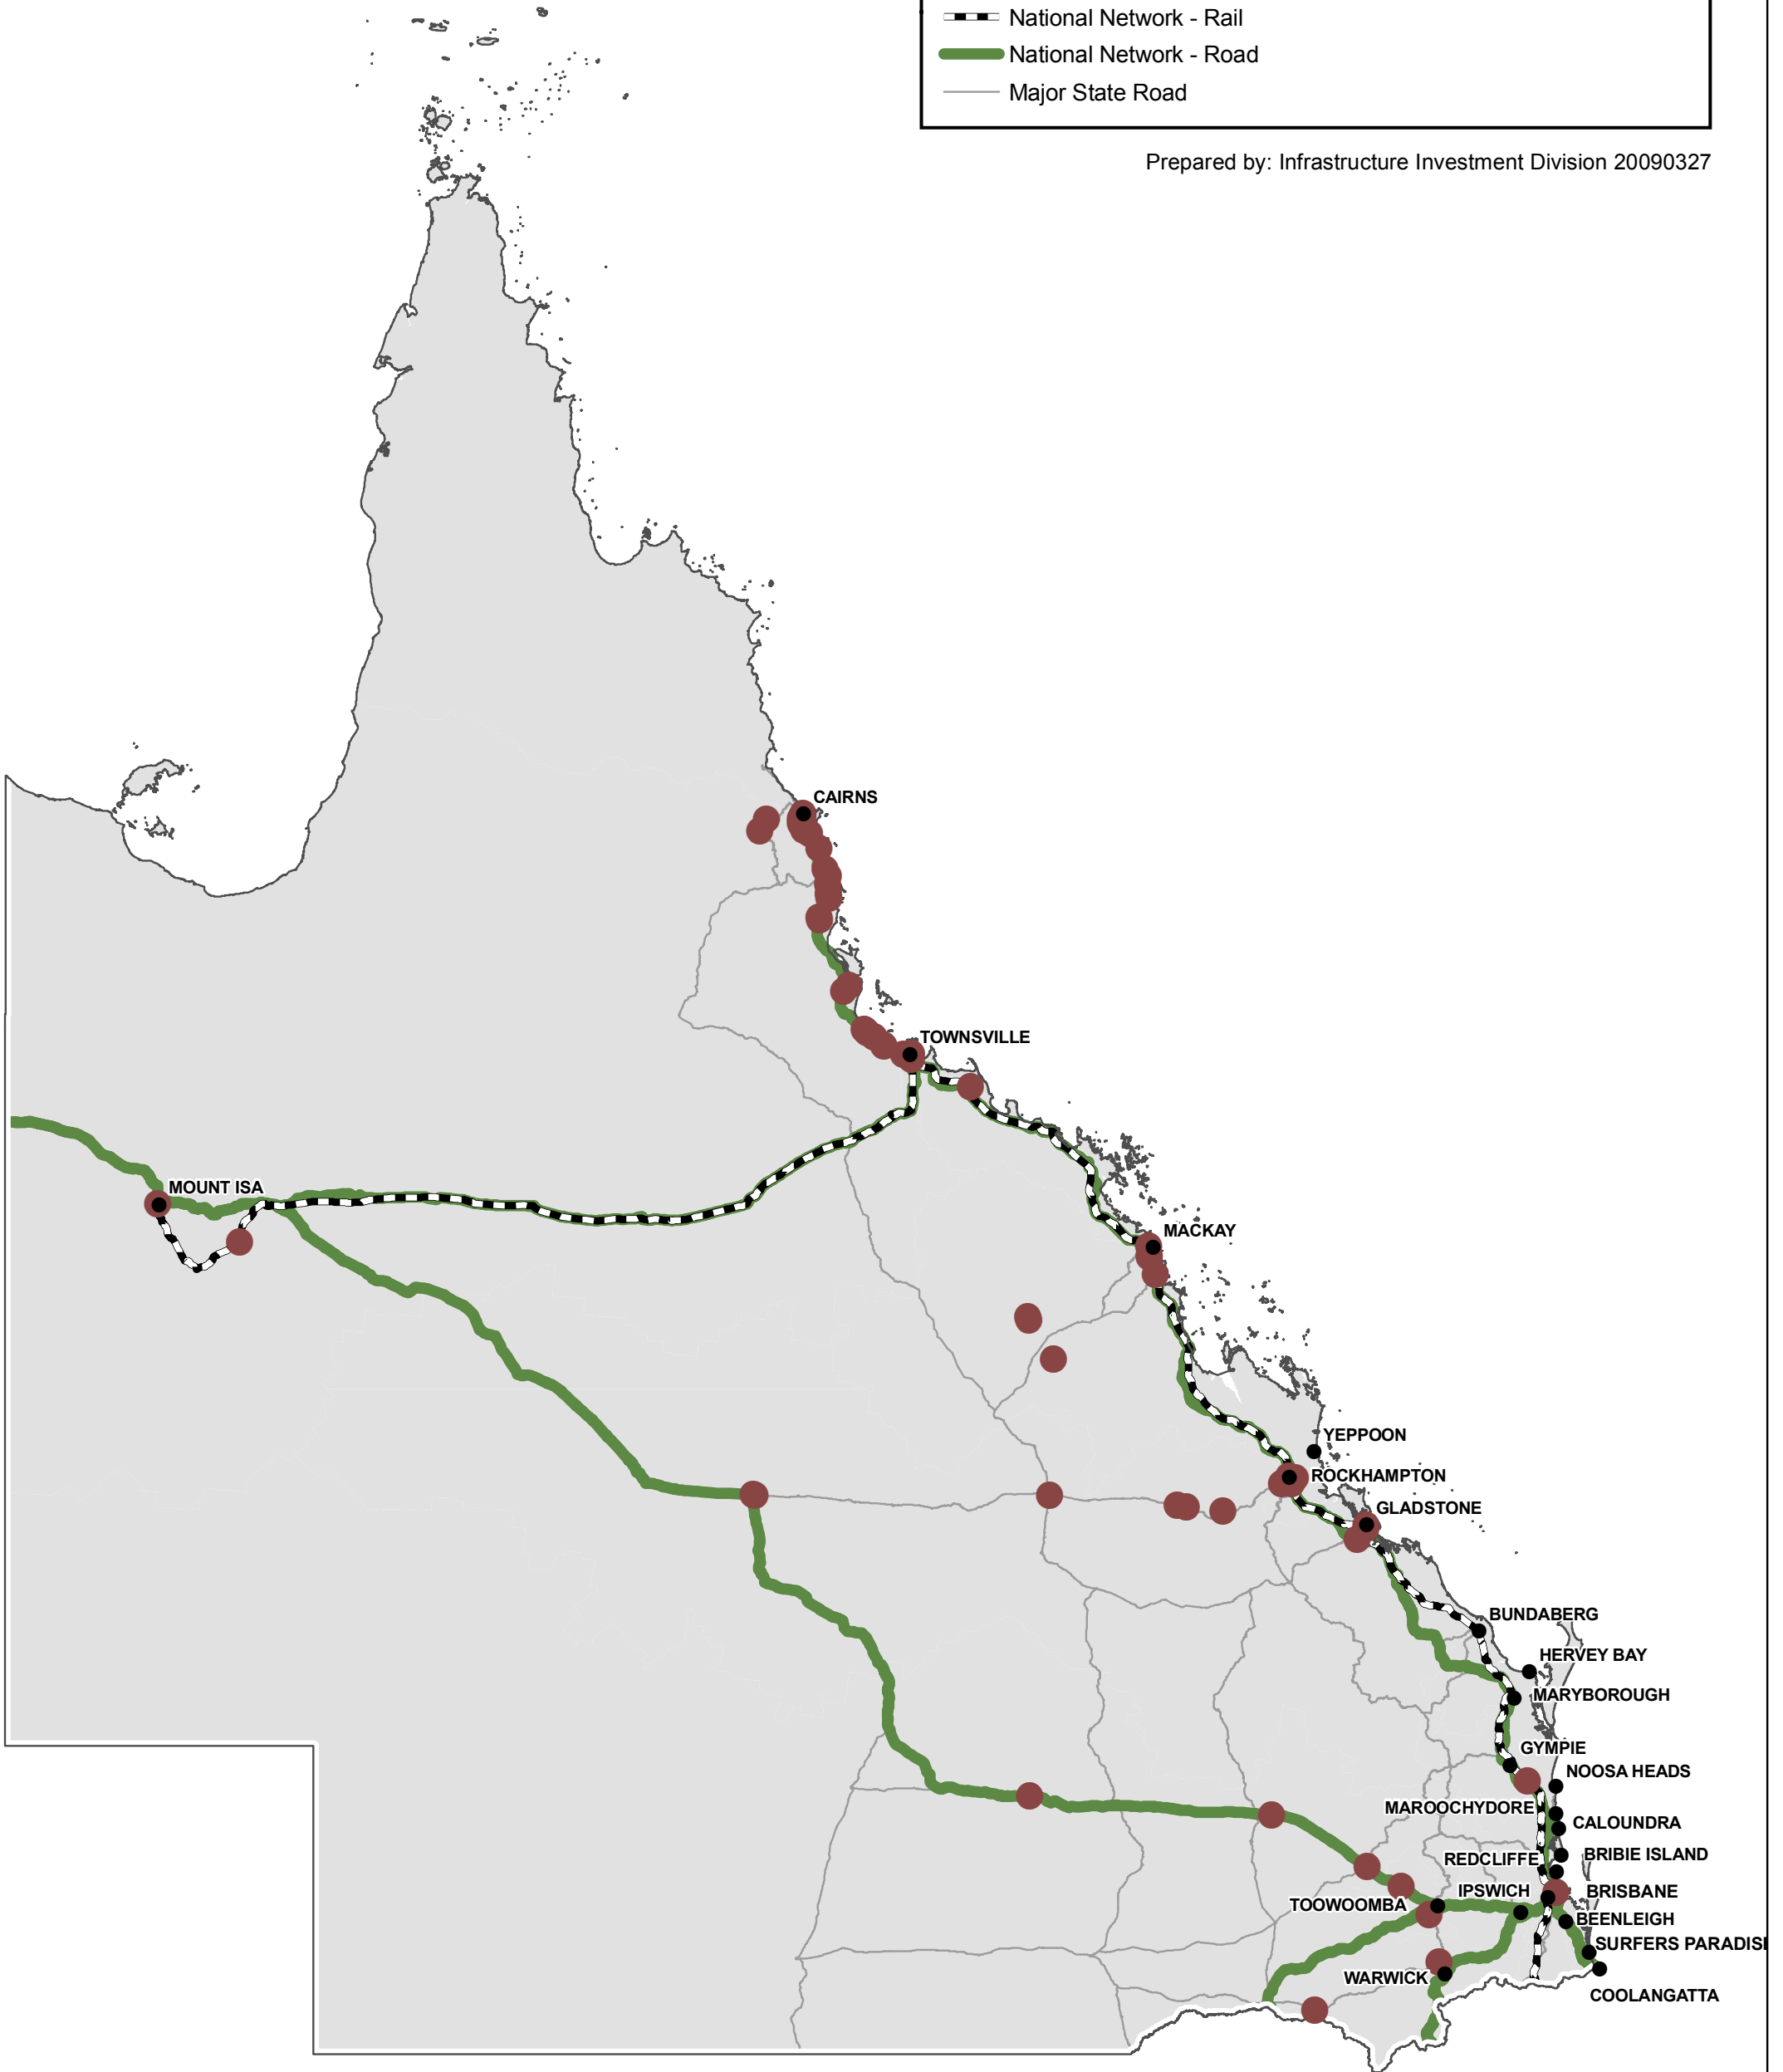 National Network - Rail
National Network - Road
Major State Road
Prepared by: Infrastructure Investment Division 20090327
CAIRNS
TOWNSVILLE
MOUNT ISA
MACKAY
YEPPOON
ROCKHAMPTON
GLADSTONE
BUNDABERG
HERVEY BAY
MARYBOROUGH
GYMPIE
NOOSA HEADS
MAROOCHYDORE
CALOUNDRA
BRIBIE ISLAND
REDCLIFFE
IPSWICH
BRISBANE
TOOWOOMBA
BEENLEIGH
SURFERS PARADIS
WARWICK
COOLANGATTA